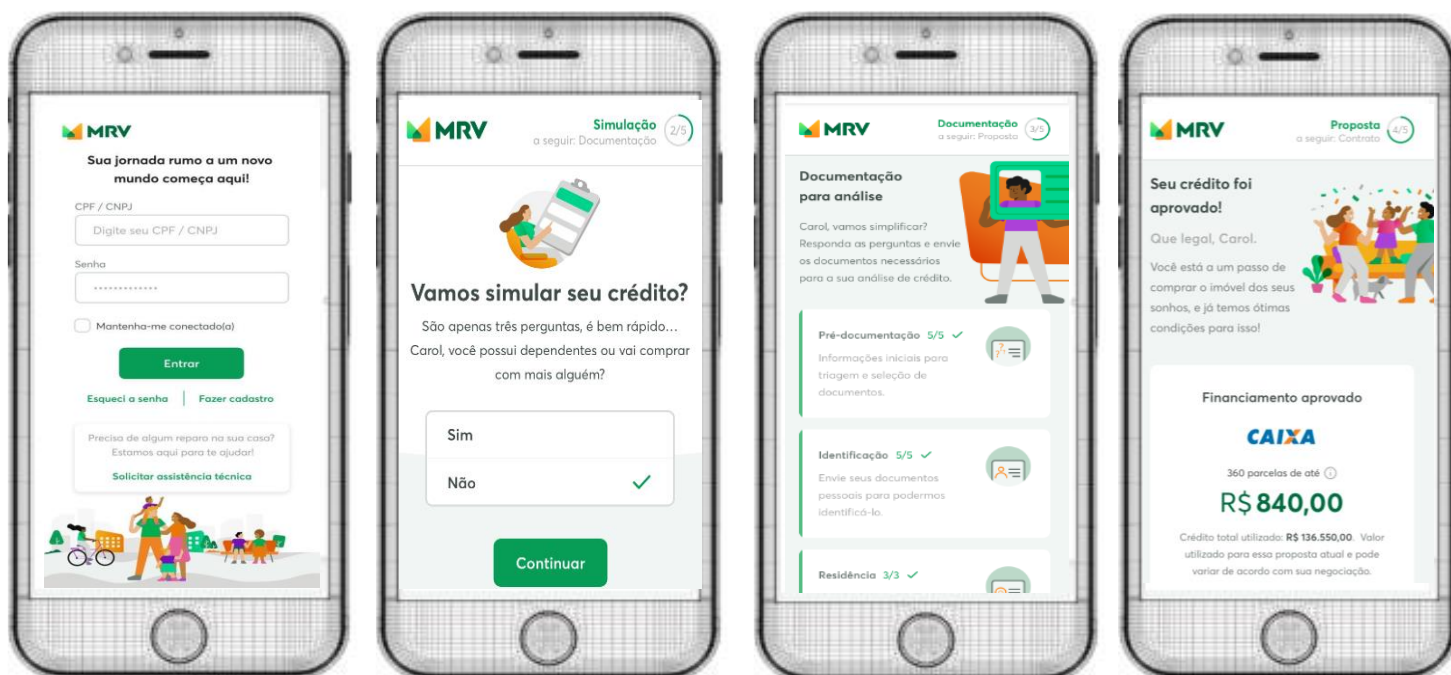 MRV
Sua jornada rumo a um novo
mundo começa aqui!
CPF / CNPJ
Digite seu CPF / CNPJ
Senha
Mantenha-me conectado(a)
Entrar
Esqueci a senha
Fazer cadastro
Precisa de algum reparo na sua casa?
Estamos aqui para te ajudar!
Solicitar assistência técnica
MRV
Simulação
a seguir: Documentação
2/5
Vamos simular seu crédito?
São apenas três perguntas, é bem rápido...
Carol, você possui dependentes ou vai comprar
com mais alguém?
Sim
Não
Continuar
MRV
Documentação
a seguir: Proposta
3/5
Documentação
para análise
Carol, vamos simplificar?
Responda as perguntas e envie
os documentos necessários
para a sua análise de crédito.
Pré-documentação 5/5
Informações iniciais para
triagem e seleção de
documentos.
Identificação 5/5
Envie seus documentos
pessoais para podermos
identificá-lo.
Residência 3/3
MRV
Proposta
a seguir: Contrato
4/5
Seu crédito foi
aprovado!
Que legal, Carol.
Você está a um passo de
comprar o imóvel dos seus
sonhos, e já temos ótimas
condições para isso!
Financiamento aprovado
CAIXA
360 parcelas de até
R$ 840,00
Crédito total utilizado: R$ 136.550,00. Valor
utilizado para essa proposta atual e pode
variar de acordo com sua negociação.